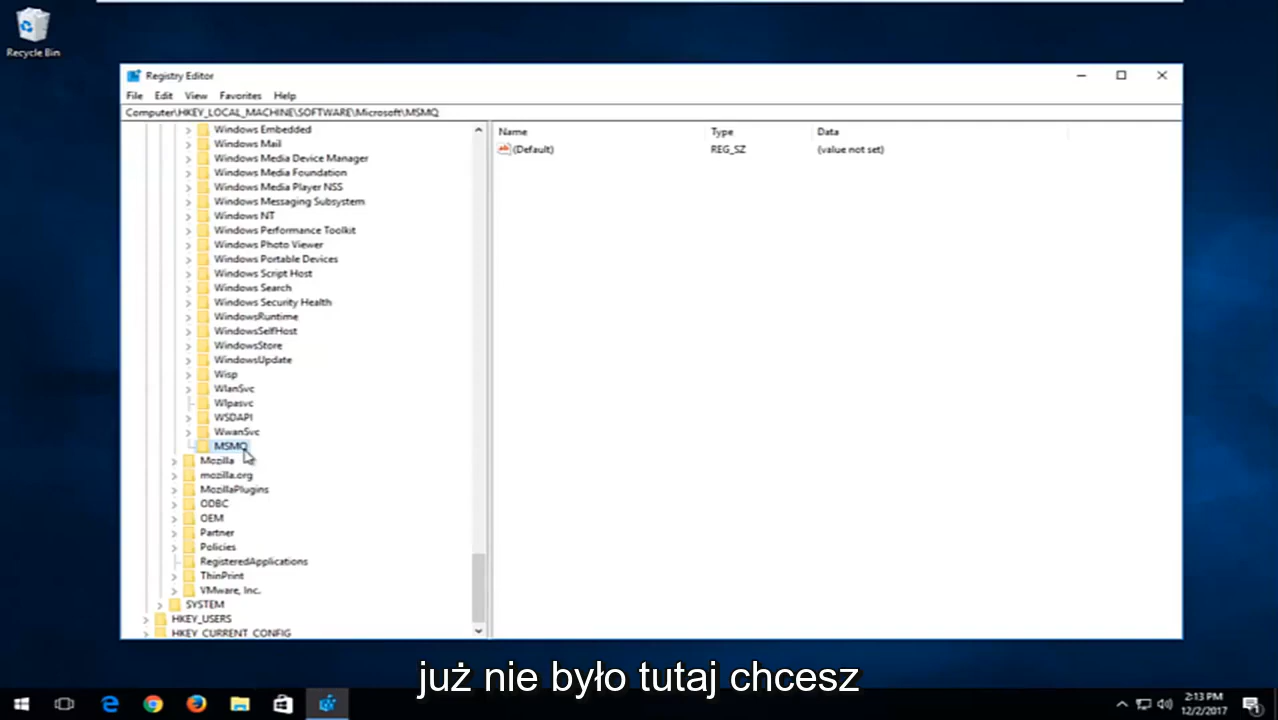 Recycle Bin
Registry Editor
File Edit View Favorites Help
Computer\HKEY_LOCAL_MACHINE\SOFTWARE\Microsoft\MSMQ
Name Type Data
(Default) REG_SZ (value not set)
Windows Embedded
Windows Mail
Windows Media Device Manager
Windows Media Foundation
Windows Media Player NSS
Windows Messaging Subsystem
Windows NT
Windows Performance Toolkit
Windows Photo Viewer
Windows Portable Devices
Windows Script Host
Windows Search
Windows Security Health
WindowsRuntime
WindowsSelfHost
WindowsStore
WindowsUpdate
Wisp
WlanSvc
Wlpasvc
WSDAPI
WwanSvc
MSMQ
Mozilla
mozilla.org
MozillaPlugins
ODBC
OEM
Partner
Policies
RegisteredApplications
ThinPrint
VMware, Inc.
SYSTEM
HKEY_USERS
HKEY_CURRENT_CONFIG
już nie było tutaj chcesz
2:13 PM
12/2/2017